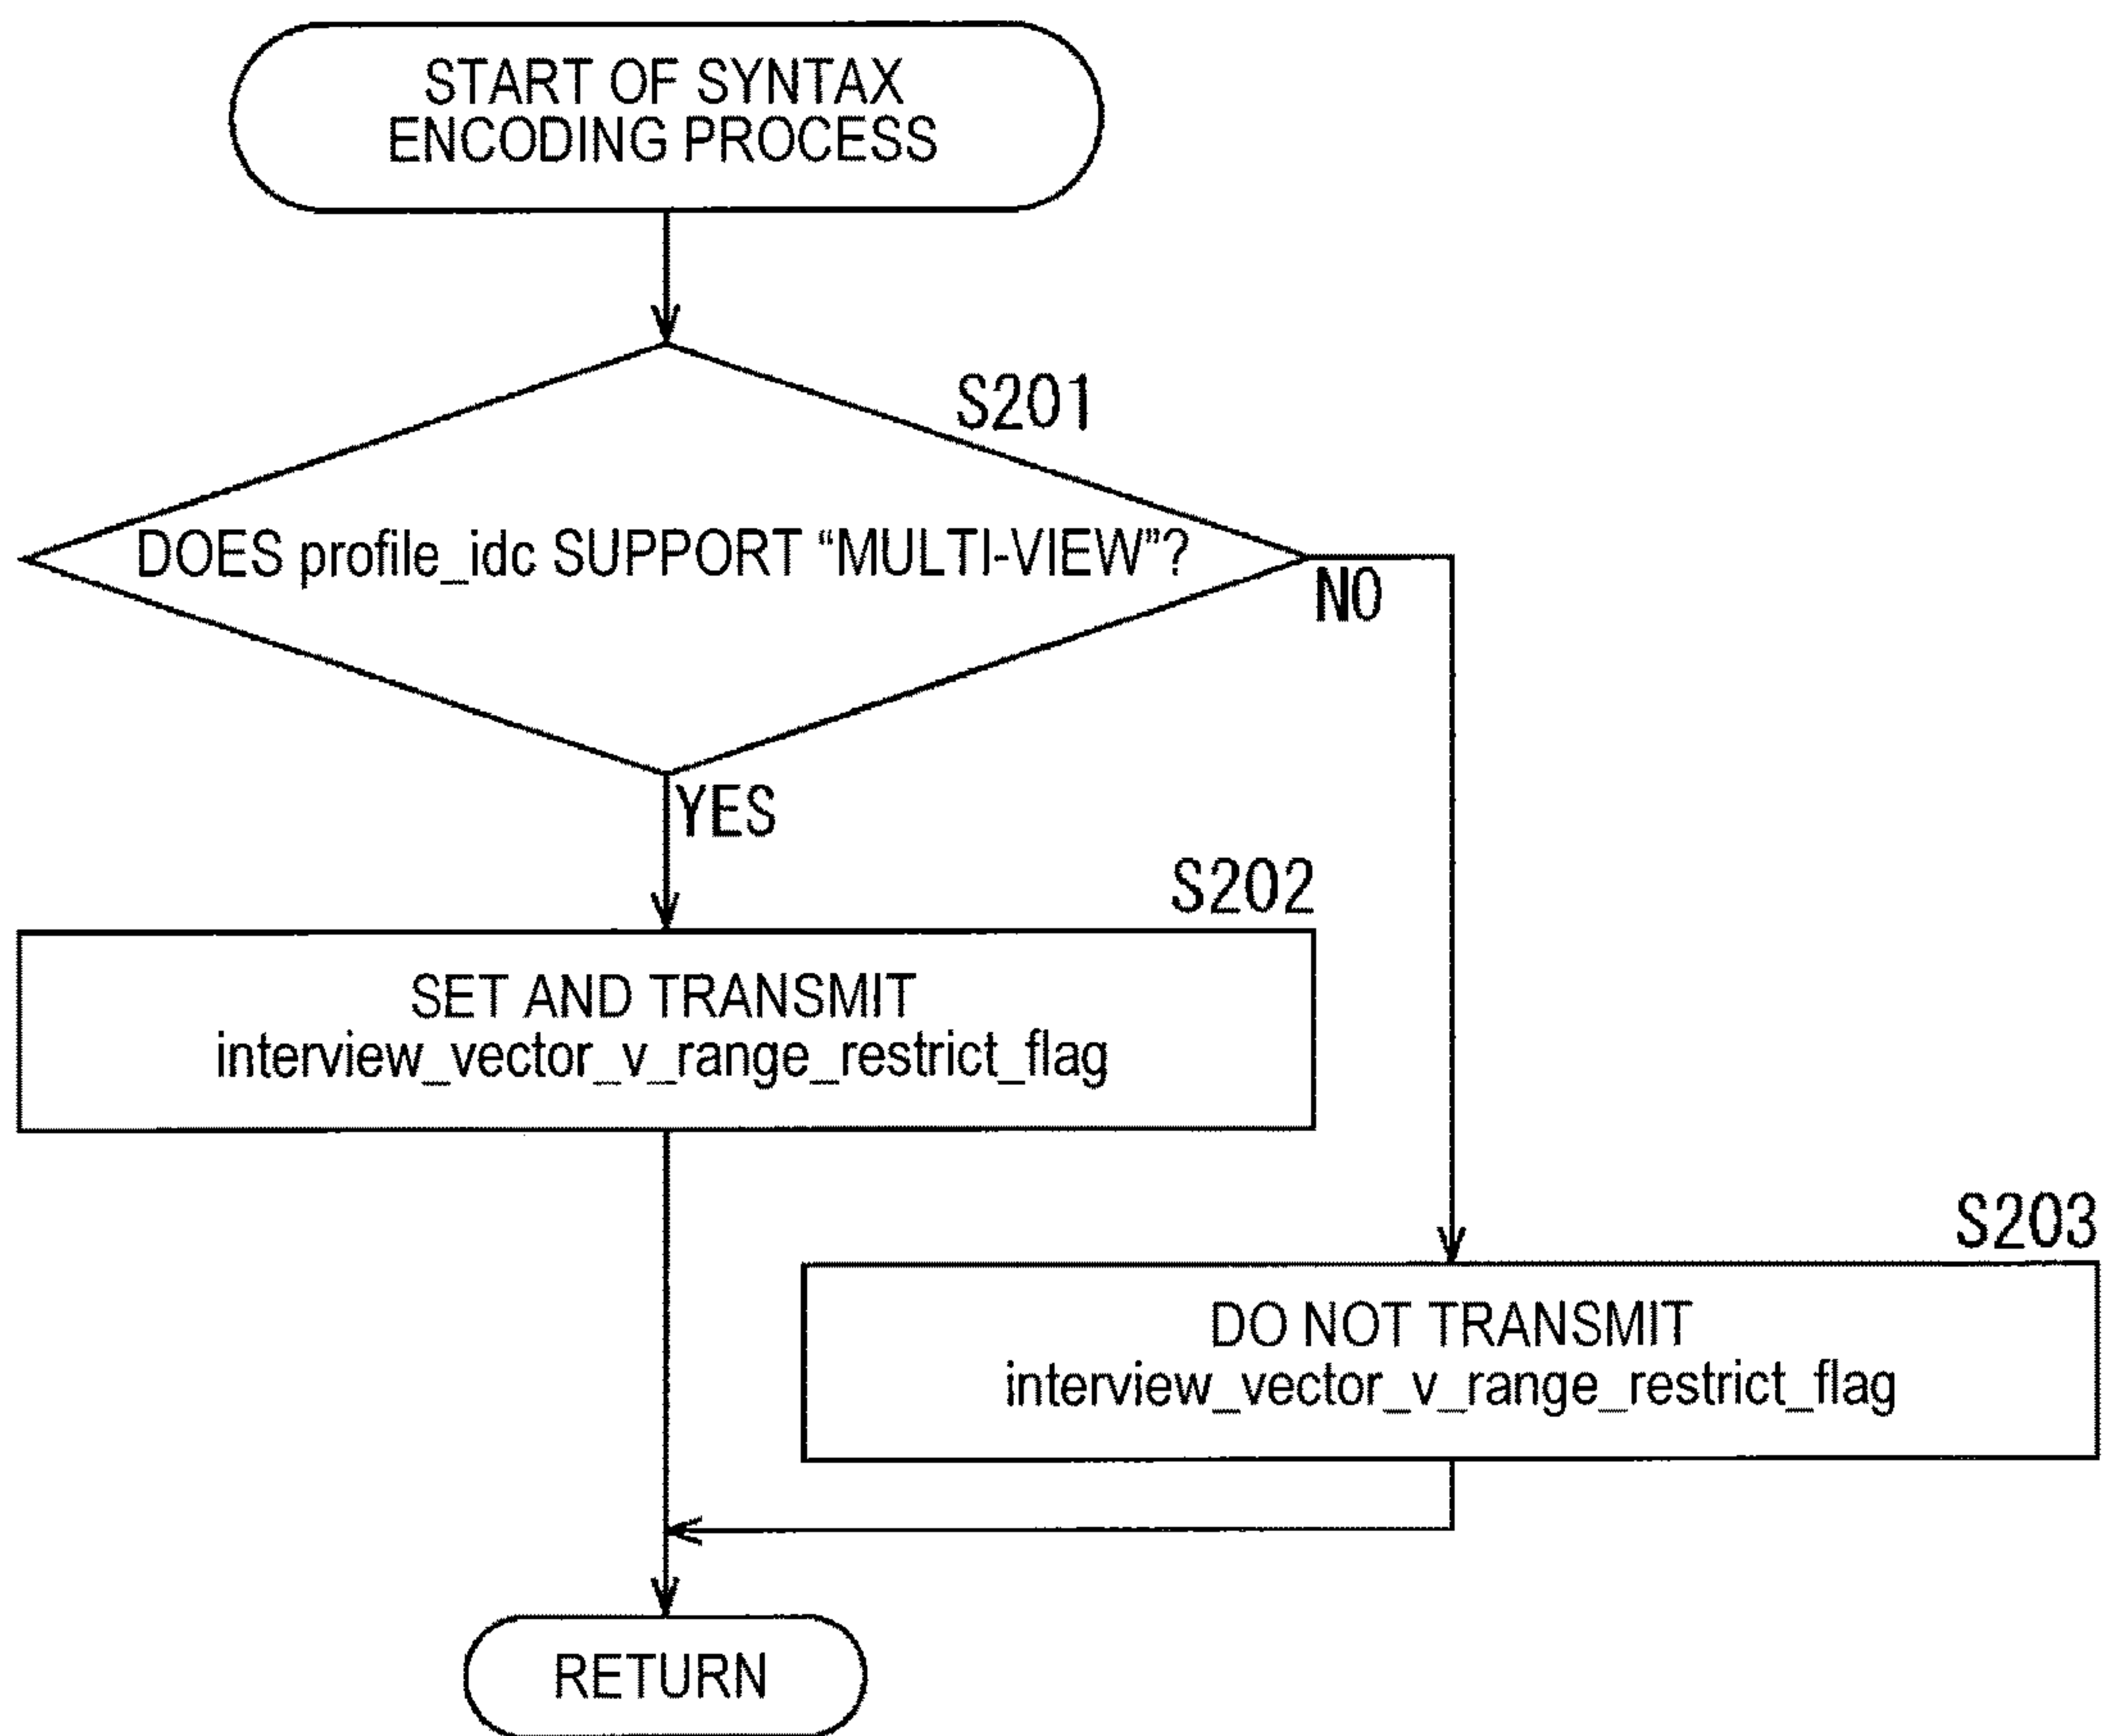 START OF SYNTAX
ENCODING PROCESS
S201
DOES profile_idc SUPPORT “MULTI-VIEW”?
NO
YES
S202
SET AND TRANSMIT
interview_vector_v_range_restrict_flag
S203
DO NOT TRANSMIT
interview_vector_v_range_restrict_flag
RETURN